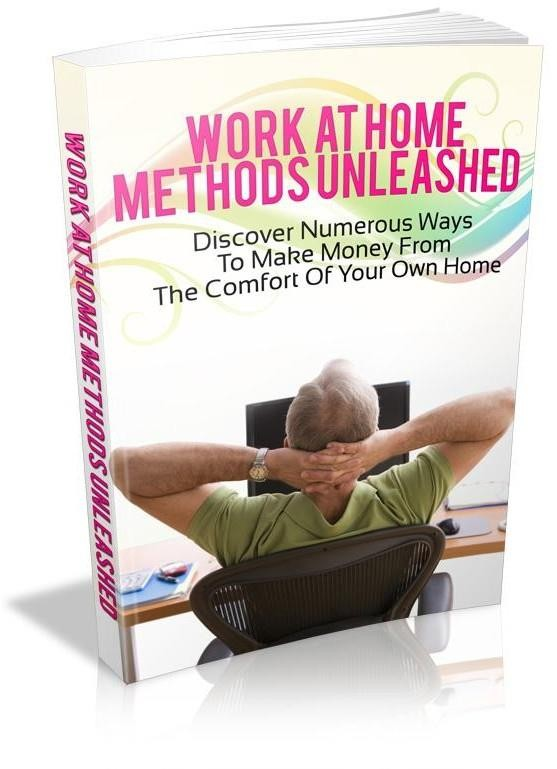 WORK AT HOME
METHODS UNLEASHED
Discover Numerous Ways
To Make Money From
The Comfort Of Your Own Home
WORK AT HOME METHODS UNLEASHED